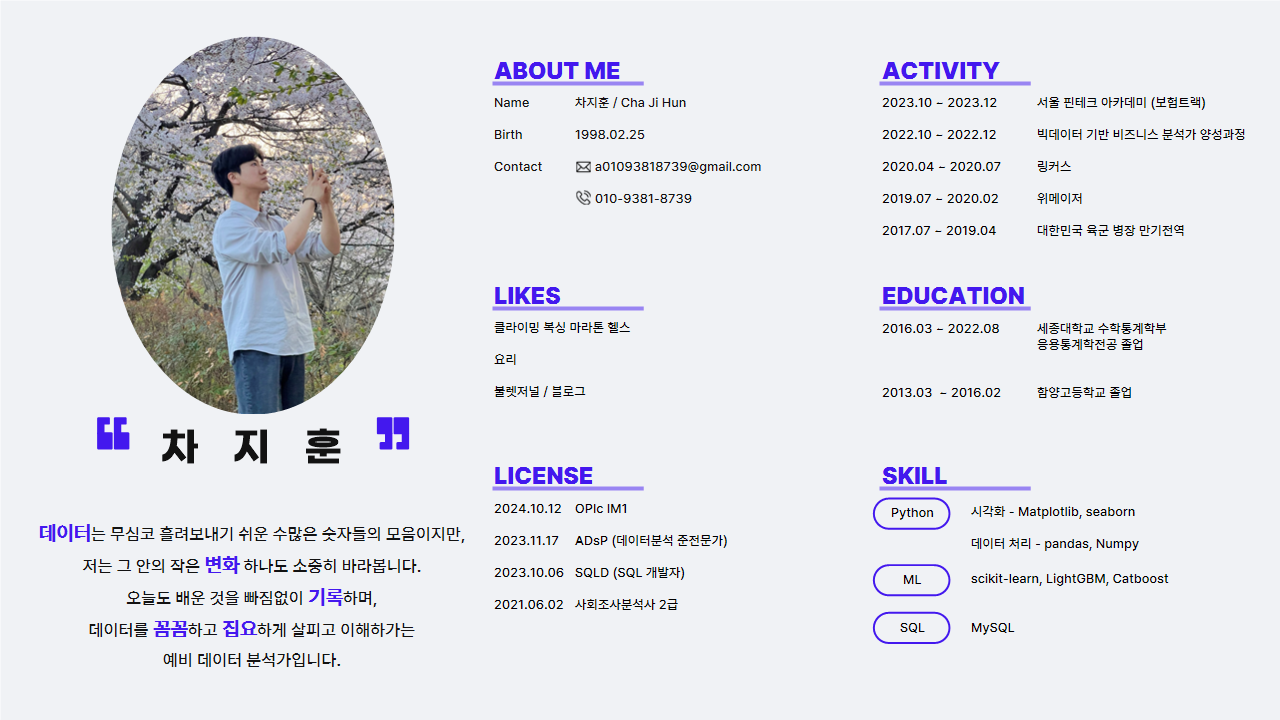 ❝ 차 지 훈 ❞
데이터는 무심코 흘려보내기 쉬운 수많은 숫자들의 모음이지만,
저는 그 안의 작은 변화 하나도 소중히 바라봅니다.
오늘도 배운 것을 빠짐없이 기록하며,
데이터를 꼼꼼하고 집요하게 살피고 이해하가는
예비 데이터 분석가입니다.
ABOUT ME
Name 차지훈 / Cha Ji Hun
Birth 1998.02.25
Contact a01093818739@gmail.com
010-9381-8739
LIKES
클라이밍 복싱 마라톤 헬스
요리
불렛저널 / 블로그
LICENSE
2024.10.12 OPIc IM1
2023.11.17 ADsP (데이터분석 준전문가)
2023.10.06 SQLD (SQL 개발자)
2021.06.02 사회조사분석사 2급
ACTIVITY
2023.10 ~ 2023.12 서울 핀테크 아카데미 (보험트랙)
2022.10 ~ 2022.12 빅데이터 기반 비즈니스 분석가 양성과정
2020.04 ~ 2020.07 링커스
2019.07 ~ 2020.02 위메이저
2017.07 ~ 2019.04 대한민국 육군 병장 만기전역
EDUCATION
2016.03 ~ 2022.08 세종대학교 수학통계학부
응용통계학전공 졸업
2013.03 ~ 2016.02 함양고등학교 졸업
SKILL
Python 시각화 - Matplotlib, seaborn
데이터 처리 - pandas, Numpy
ML scikit-learn, LightGBM, Catboost
SQL MySQL